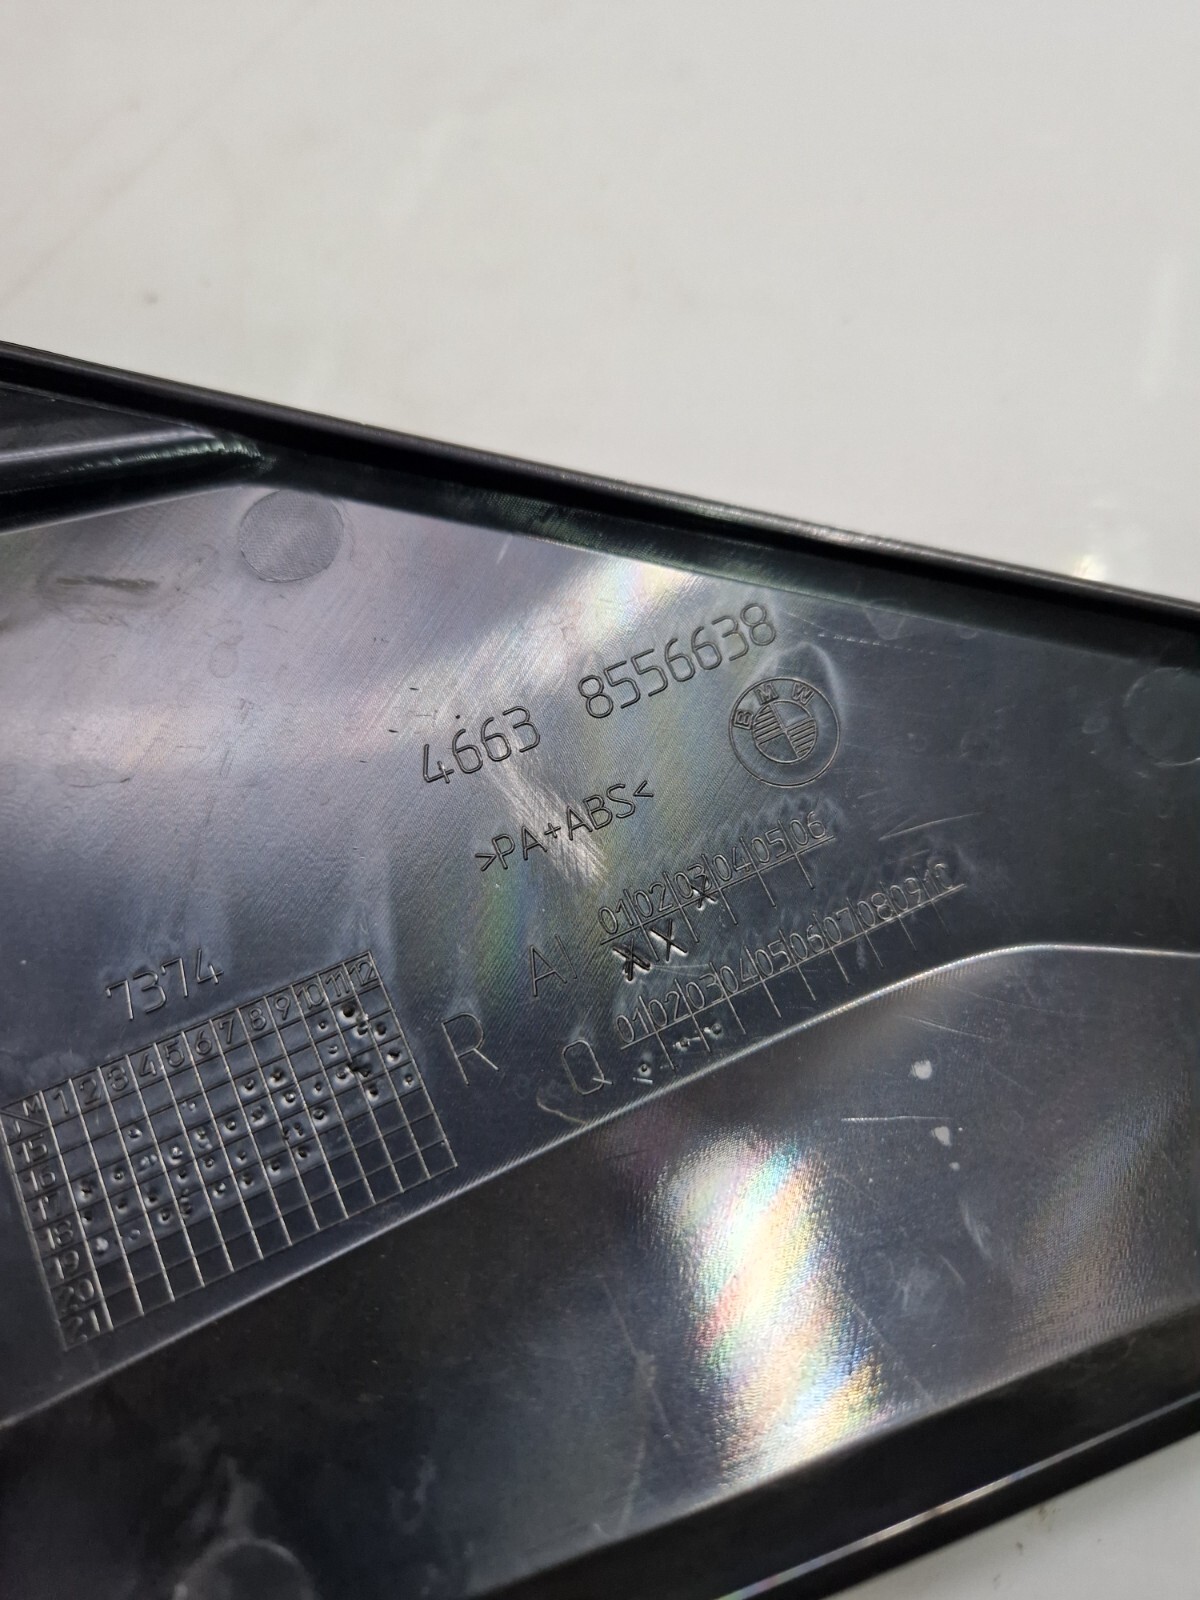 4663 8556638
BMW
>PA+ABS<
AI 01 02 03 04 05 06
X X X
R
Q 01 02 03 04 05 06 07 08 09 10
7374
M 1 2 3 4 5 6 7 8 9 10 11 12
15
16
17
18
19
20
21